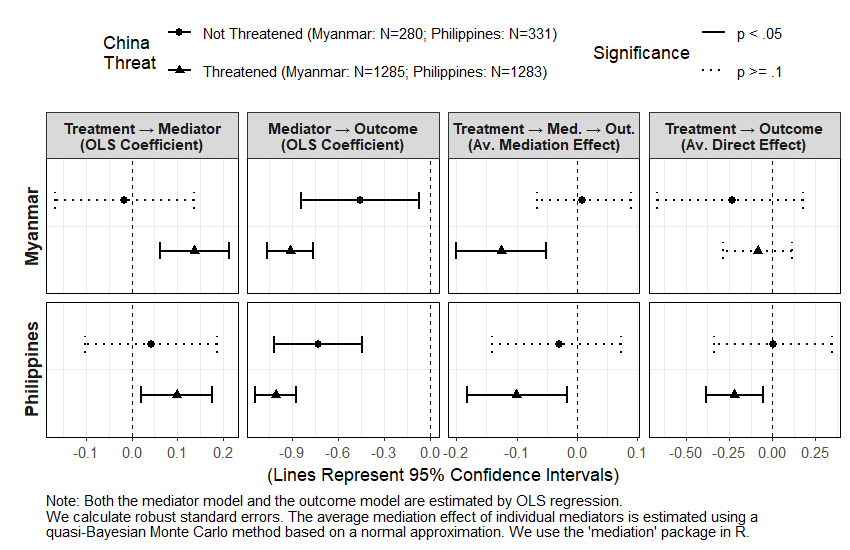 China
Threat
Not Threatened (Myanmar: N=280; Philippines: N=331)
Threatened (Myanmar: N=1285; Philippines: N=1283)
Significance
p < .05
p >= .1
Treatment → Mediator
(OLS Coefficient)
Mediator → Outcome
(OLS Coefficient)
Treatment → Med. → Out.
(Av. Mediation Effect)
Treatment → Outcome
(Av. Direct Effect)
Myanmar
Philippines
-0.1 0.0 0.1 0.2
-0.9 -0.6 -0.3 0.0
-0.2 -0.1 0.0 0.1
-0.50 -0.25 0.00 0.25
(Lines Represent 95% Confidence Intervals)
Note: Both the mediator model and the outcome model are estimated by OLS regression.
We calculate robust standard errors. The average mediation effect of individual mediators is estimated using a
quasi-Bayesian Monte Carlo method based on a normal approximation. We use the 'mediation' package in R.